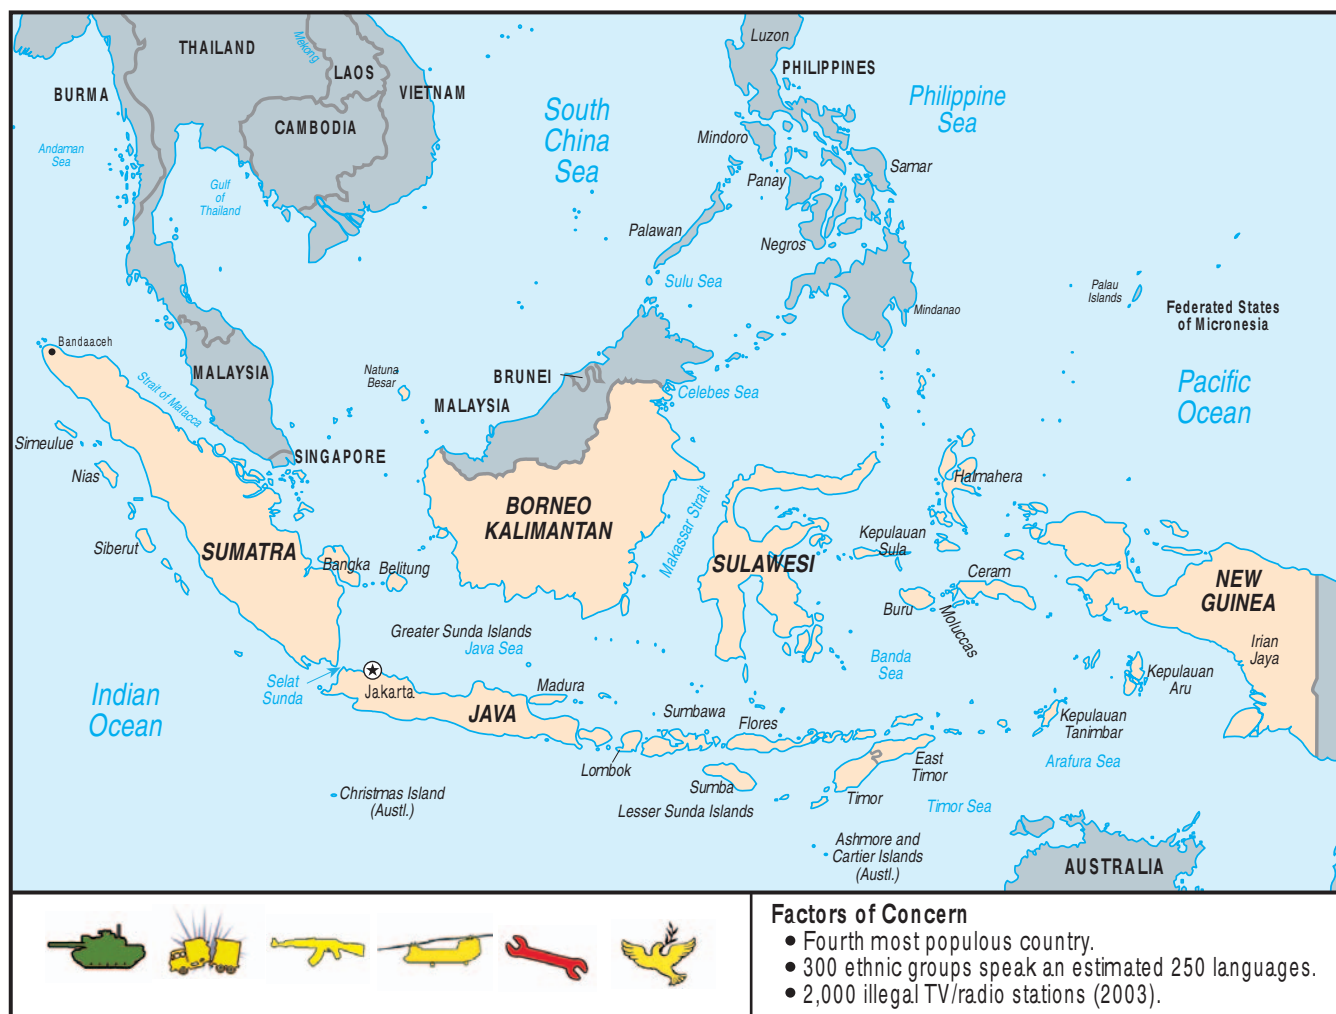 THAILAND
Mekong
LAOS
BURMA
VIETNAM
CAMBODIA
Andaman
Sea
Gulf
of
Thailand
South
China
Sea
Luzon
PHILIPPINES
Philippine
Sea
Mindoro
Samar
Panay
Palawan
Negros
Sulu Sea
Mindanao
Palau
Islands
Federated States
of Micronesia
Bandaaceh
MALAYSIA
Strait of Malacca
Natuna
Besar
BRUNEI
MALAYSIA
Celebes Sea
Pacific
Ocean
Simeulue
SINGAPORE
Nias
Halmahera
BORNEO
KALIMANTAN
Makassar Strait
Siberut
SUMATRA
Bangka
Belitung
SULAWESI
Kepulauan
Sula
Ceram
NEW
GUINEA
Buru
Moluccas
Greater Sunda Islands
Java Sea
Irian
Jaya
Banda
Sea
Kepulauan
Aru
Selat
Sunda
Indian
Ocean
Jakarta
Madura
JAVA
Sumbawa
Flores
Kepulauan
Tanimbar
Lombok
East
Timor
Arafura Sea
Sumba
Timor
Christmas Island
(Austl.)
Lesser Sunda Islands
Timor Sea
Ashmore and
Cartier Islands
(Austl.)
AUSTRALIA
Factors of Concern
● Fourth most populous country.
● 300 ethnic groups speak an estimated 250 languages.
● 2,000 illegal TV/radio stations (2003).